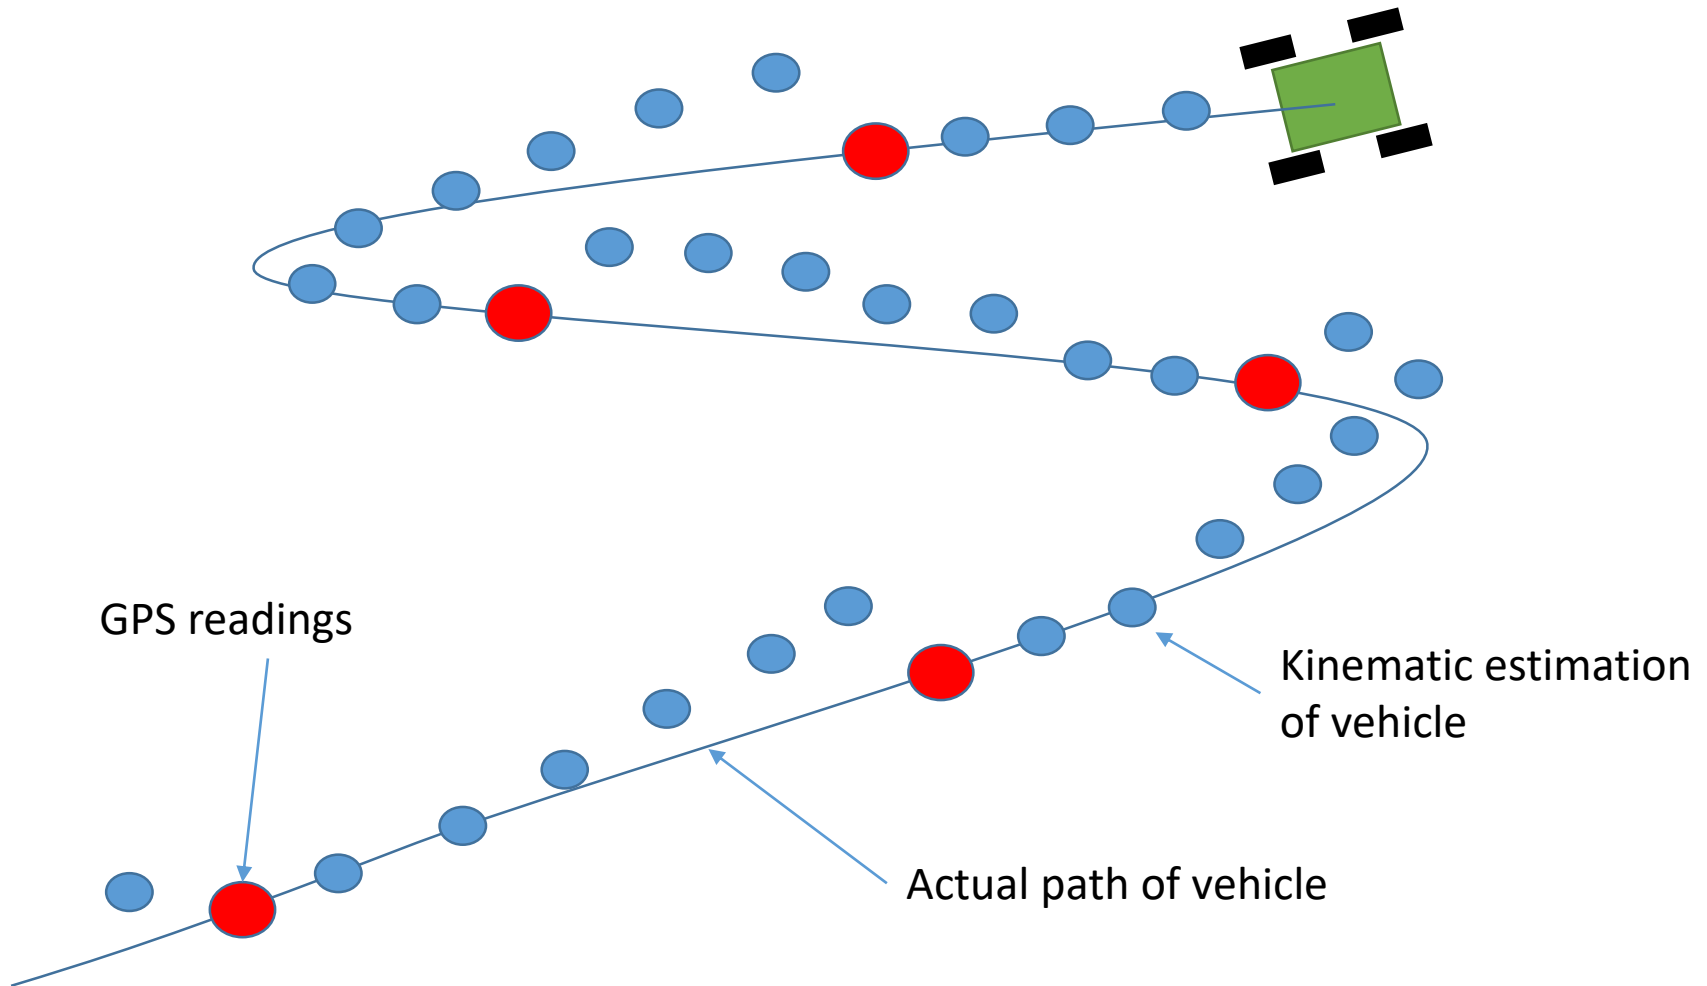 GPS readings
Kinematic estimation
of vehicle
Actual path of vehicle